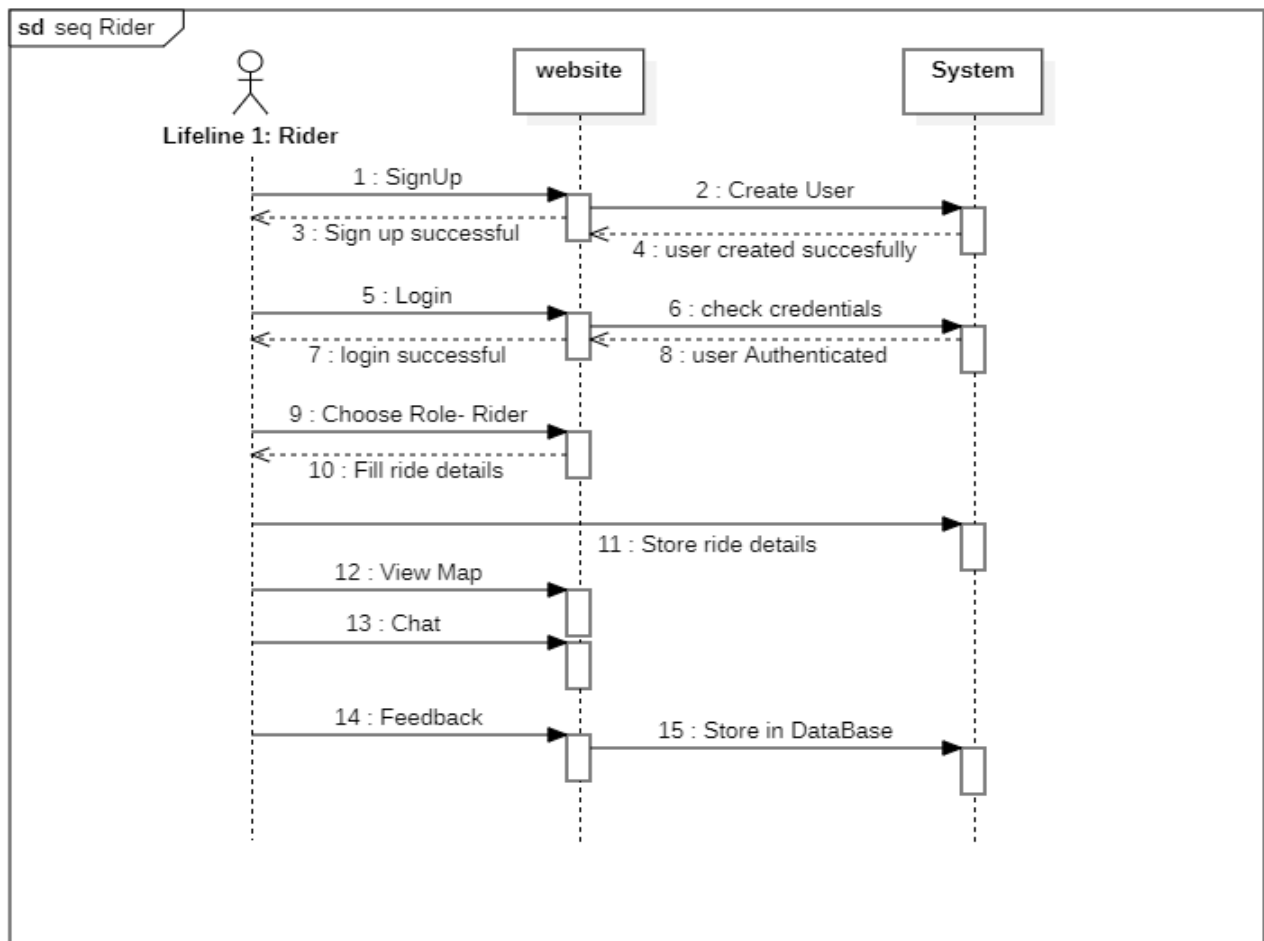 sd seq Rider
website
System
Lifeline 1: Rider
1 : SignUp
2 : Create User
3 : Sign up successful
4 : user created succesfully
5 : Login
6 : check credentials
7 : login successful
8 : user Authenticated
9 : Choose Role- Rider
10 : Fill ride details
11 : Store ride details
12 : View Map
13 : Chat
14 : Feedback
15 : Store in DataBase